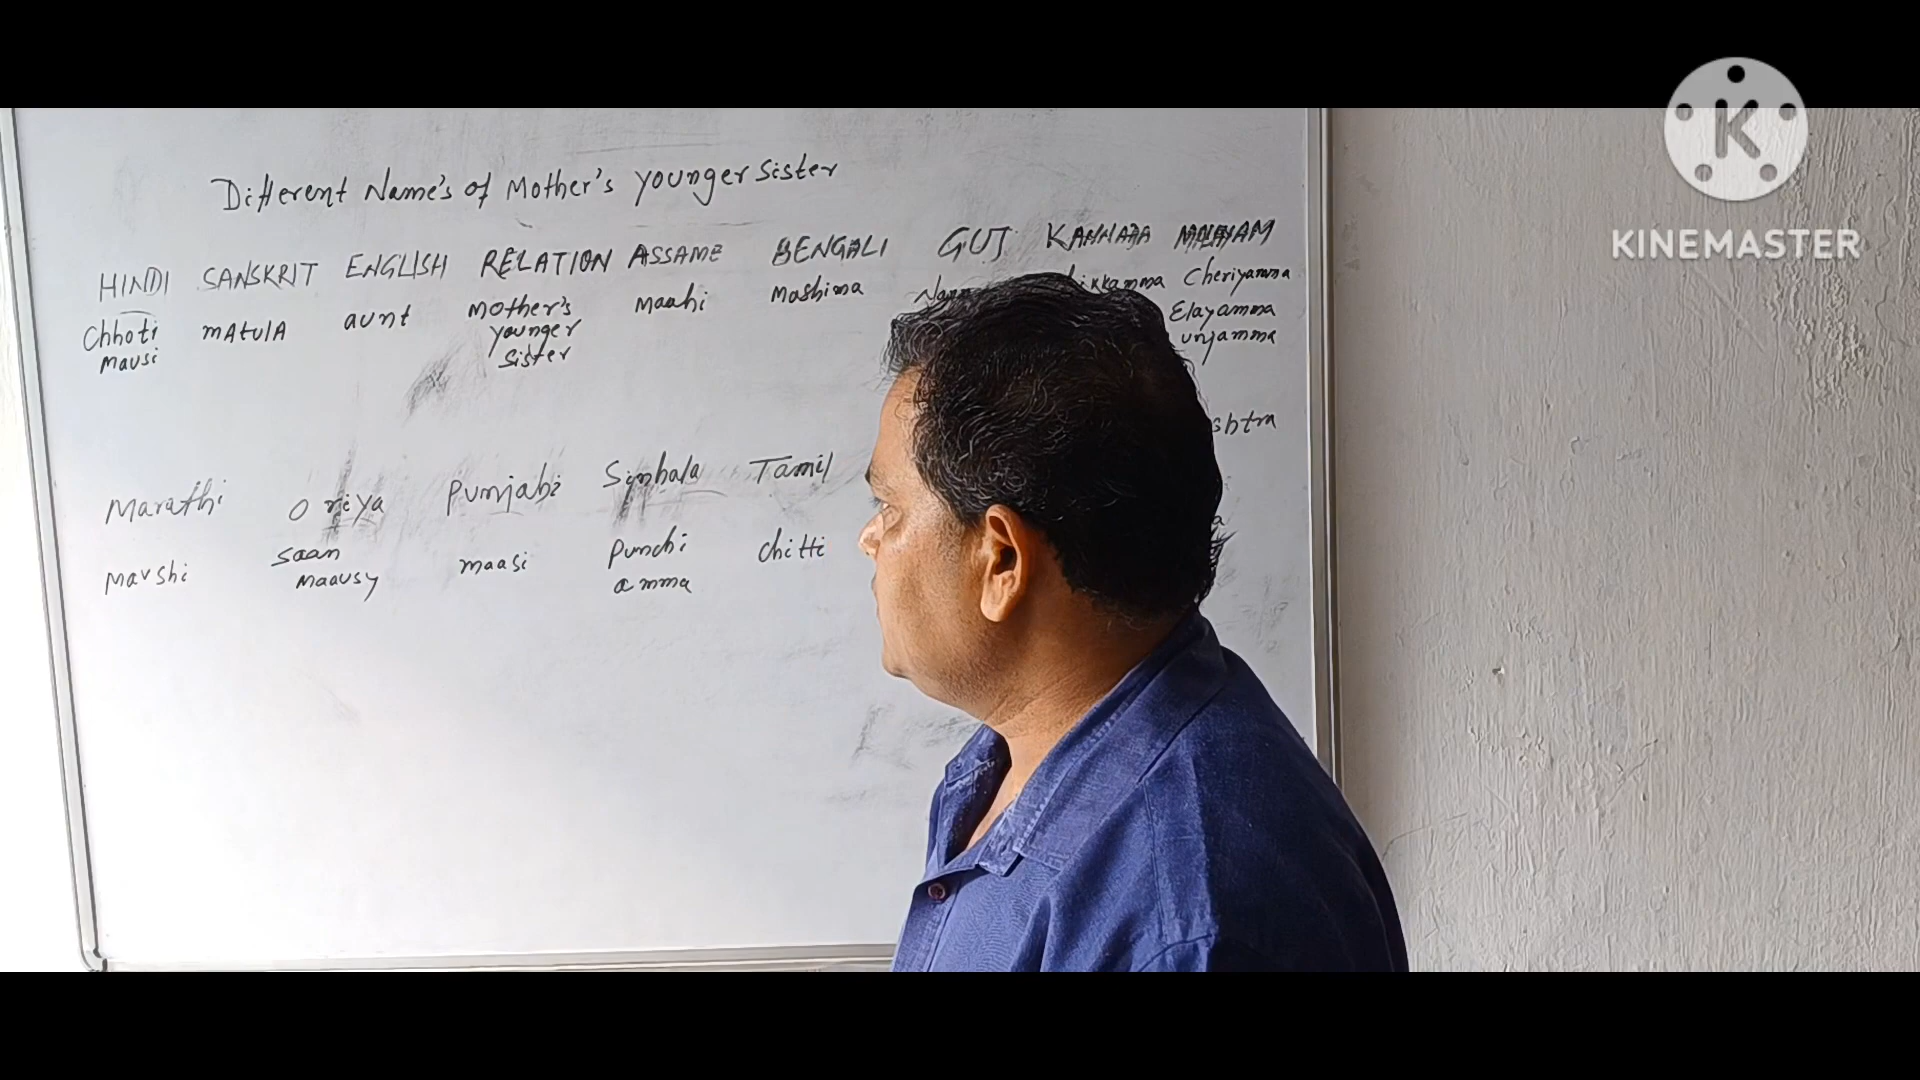 Different Name's of Mother's younger Sister
HINDI SANSKRIT ENGLISH RELATION ASSAME BENGALI GUJ KANNADA
Chhoti mausi
mAtulA
aunt
Mother's younger sister
Maahi
Mashima
Cheriyamma
Elayamma
unjamma
Marathi Oriya Punjabi Sinhala Tamil
Mavshi
Saan Maausy
maasi
Punchi amma
Chitti
K
KINEMASTER